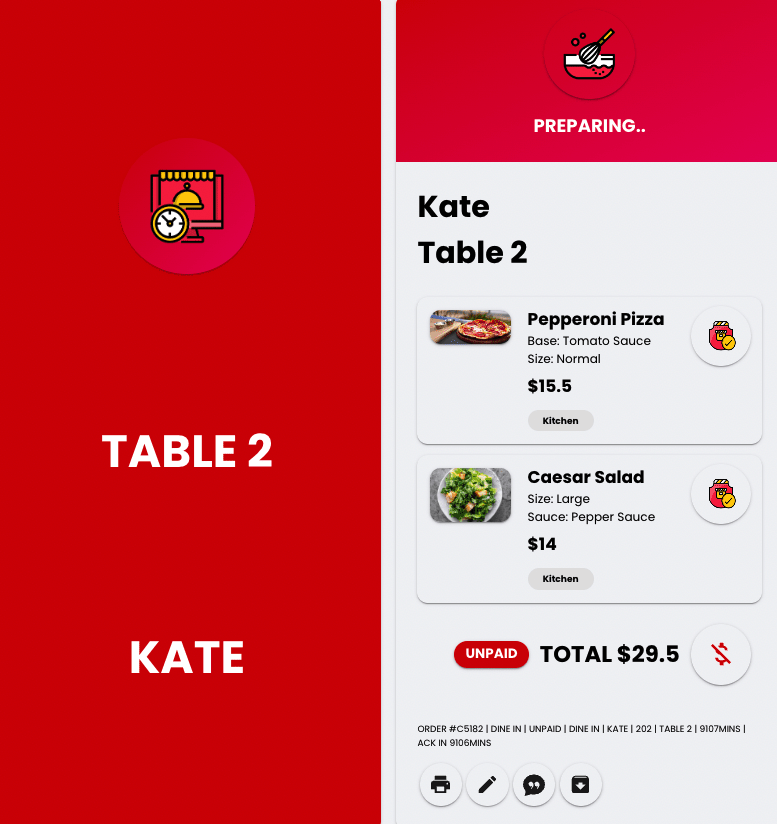 TABLE 2
KATE
PREPARING..
Kate
Table 2
Pepperoni Pizza
Base: Tomato Sauce
Size: Normal
$15.5
Kitchen
Caesar Salad
Size: Large
Sauce: Pepper Sauce
$14
Kitchen
UNPAID TOTAL $29.5
ORDER #C5182 | DINE IN | UNPAID | DINE IN | KATE | 202 | TABLE 2 | 9107MINS |
ACK IN 9106MINS